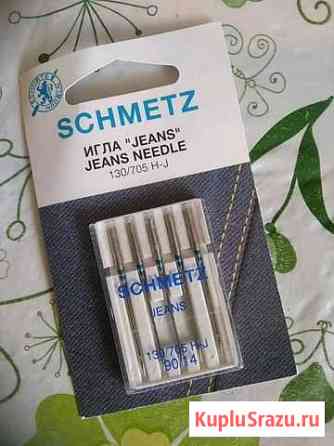 SCHMETZ
ИГЛА "JEANS"
JEANS NEEDLE
130/705 H-J
SCHMETZ
JEANS
130/705 H-J
90/14
KupluSrazu.ru